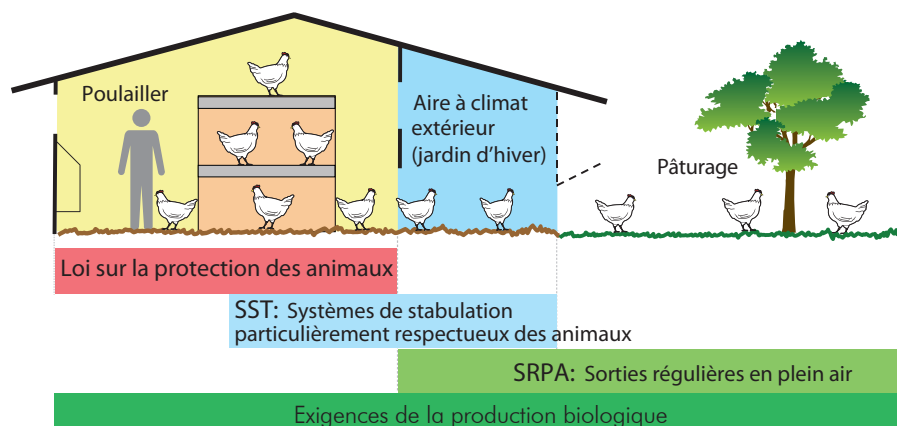 Poulailler
Aire à climat
extérieur
(jardin d'hiver)
Pâturage
Loi sur la protection des animaux
SST: Systèmes de stabulation
particulièrement respectueux des animaux
SRPA: Sorties régulières en plein air
Exigences de la production biologique